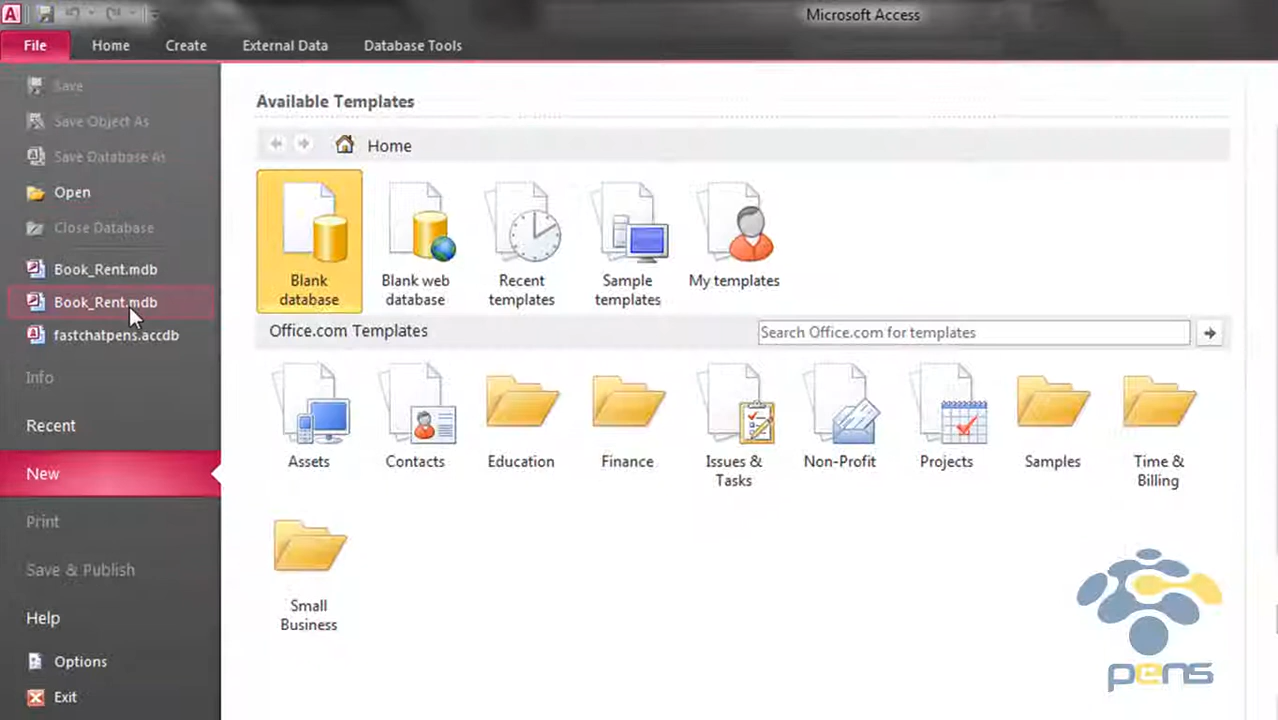 Microsoft Access
File Home Create External Data Database Tools
Save
Save Object As
Save Database As
Open
Close Database
Book_Rent.mdb
Book_Rent.mdb
fastchatpens.accdb
Info
Recent
New
Print
Save & Publish
Help
Options
Exit
Available Templates
Home
Blank
database
Blank web
database
Recent
templates
Sample
templates
My templates
Office.com Templates
Search Office.com for templates
Assets
Contacts
Education
Finance
Issues &
Tasks
Non-Profit
Projects
Samples
Time &
Billing
Small
Business
pens